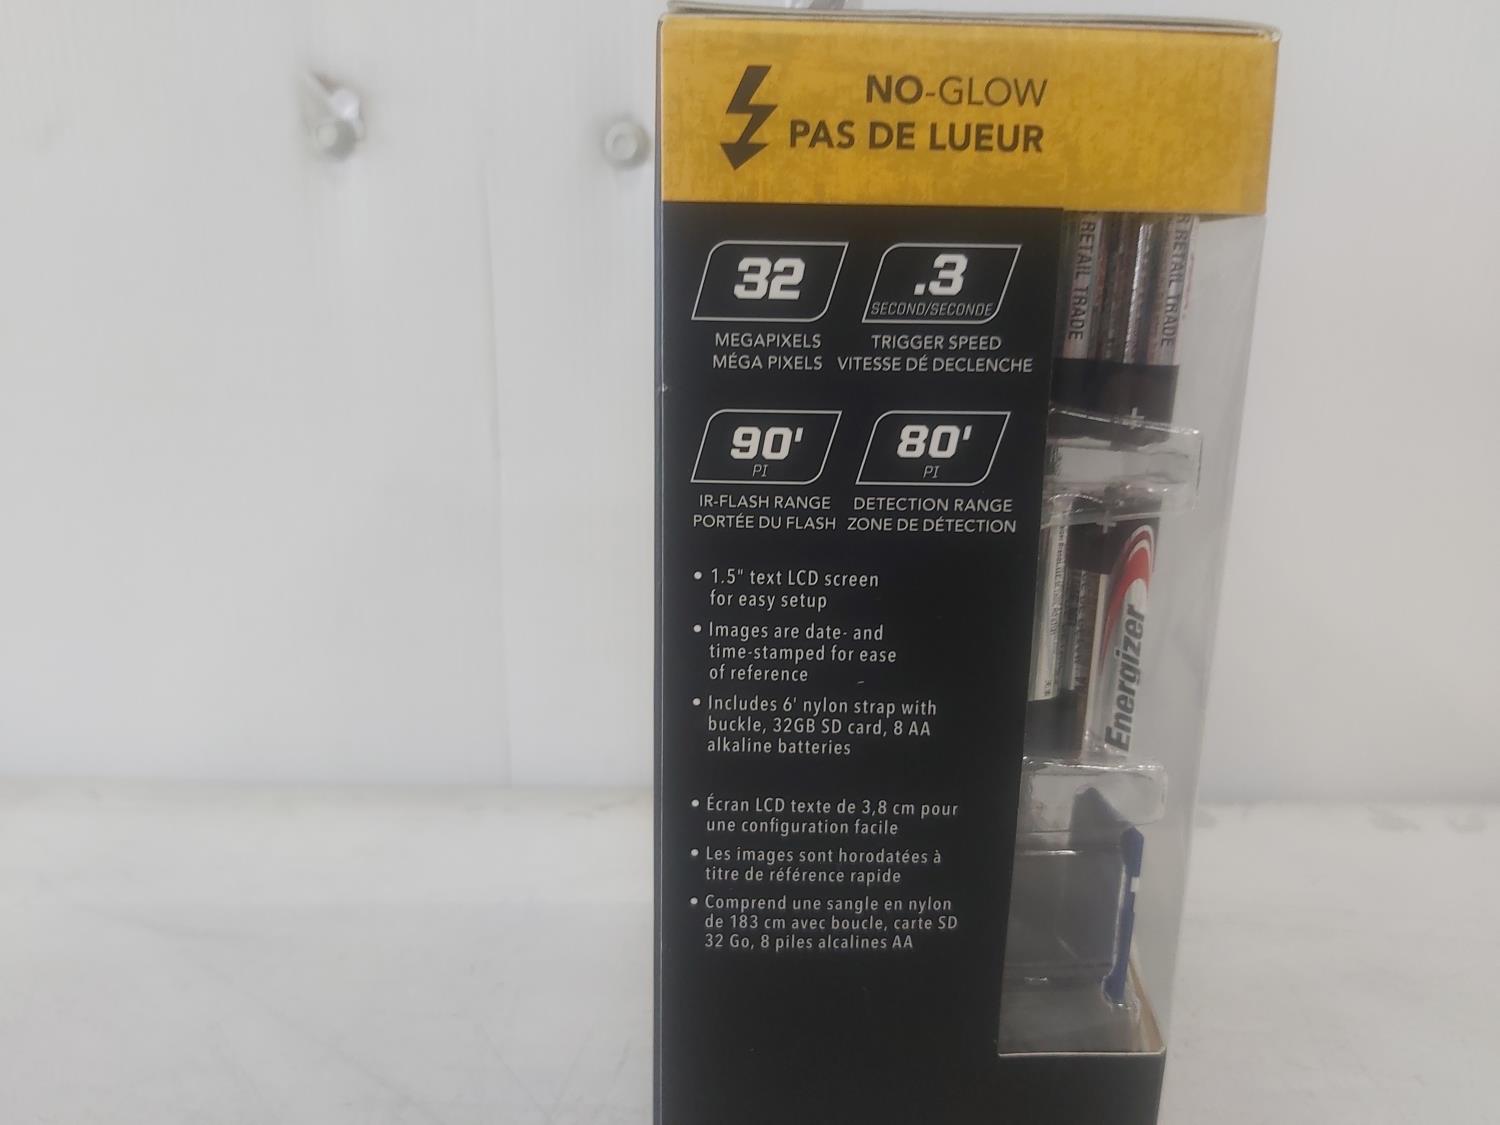 NO-GLOW
PAS DE LUEUR
32
MEGAPIXELS
MÉGA PIXELS
.3
SECOND/SECONDE
TRIGGER SPEED
VITESSE DÉ DECLENCHE
90'
PI
IR-FLASH RANGE
PORTÉE DU FLASH
80'
PI
DETECTION RANGE
ZONE DE DÉTECTION
• 1.5" text LCD screen
for easy setup
• Images are date- and
time-stamped for ease
of reference
• Includes 6' nylon strap with
buckle, 32GB SD card, 8 AA
alkaline batteries
• Écran LCD texte de 3,8 cm pour
une configuration facile
• Les images sont horodatées à
titre de référence rapide
• Comprend une sangle en nylon
de 183 cm avec boucle, carte SD
32 Go, 8 piles alcalines AA
RETAIL TRADE
R RETAIL TRADE
+
+
Energizer